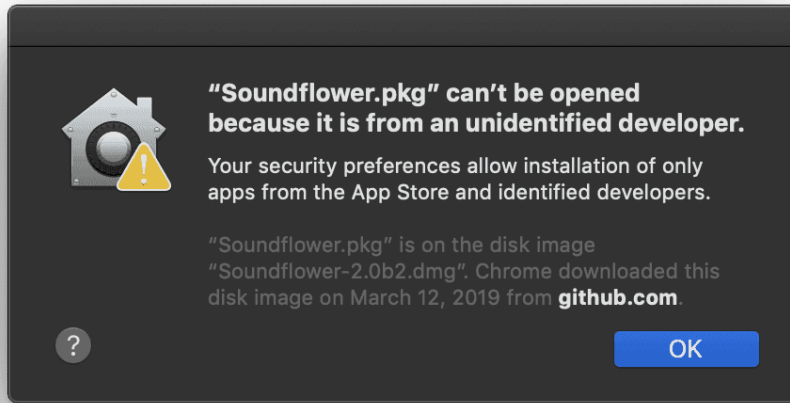 “Soundflower.pkg” can’t be opened
because it is from an unidentified developer.
Your security preferences allow installation of only
apps from the App Store and identified developers.
“Soundflower.pkg” is on the disk image
“Soundflower-2.0b2.dmg”. Chrome downloaded this
disk image on March 12, 2019 from github.com.
?
OK